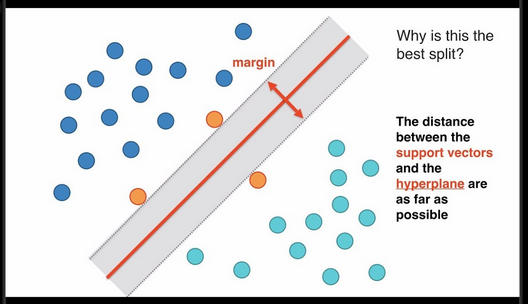 Why is this the
best split?
margin
The distance
between the
support vectors
and the
hyperplane are
as far as
possible